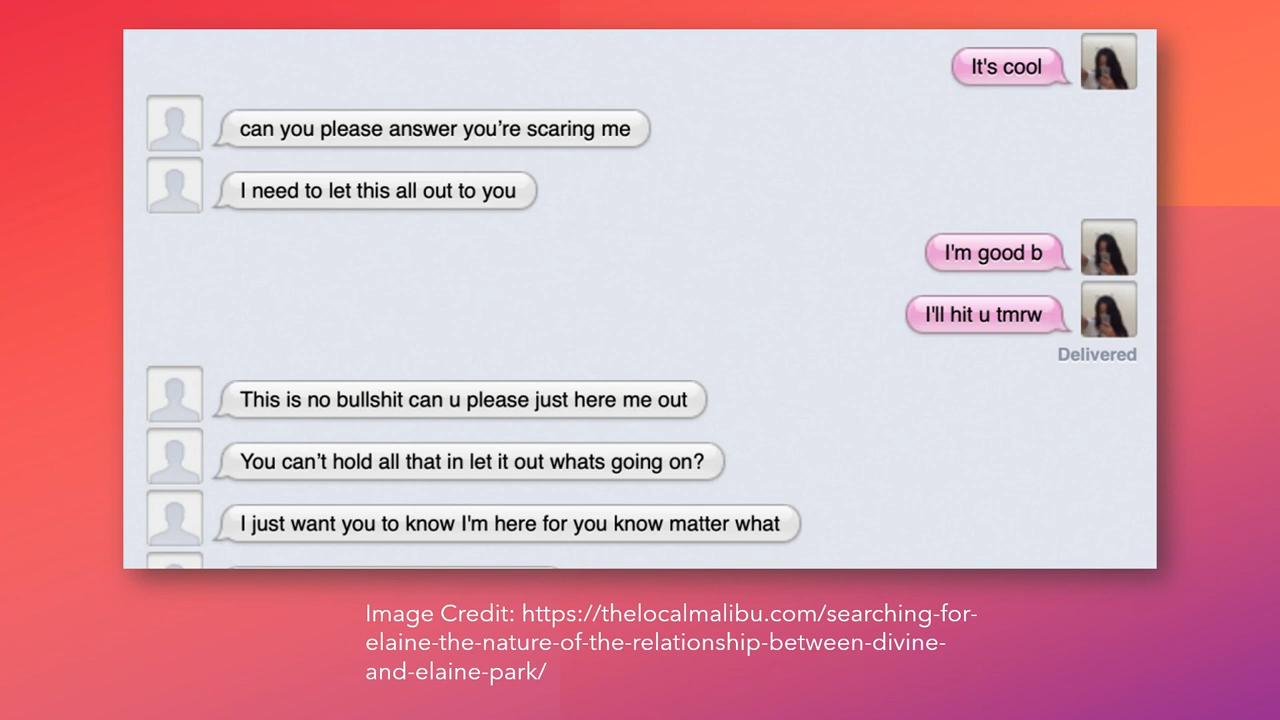 It's cool
can you please answer you’re scaring me
I need to let this all out to you
I'm good b
I'll hit u tmrw
Delivered
This is no bullshit can u please just here me out
You can’t hold all that in let it out whats going on?
I just want you to know I'm here for you know matter what
Image Credit: https://thelocalmalibu.com/searching-for-
elaine-the-nature-of-the-relationship-between-divine-
and-elaine-park/